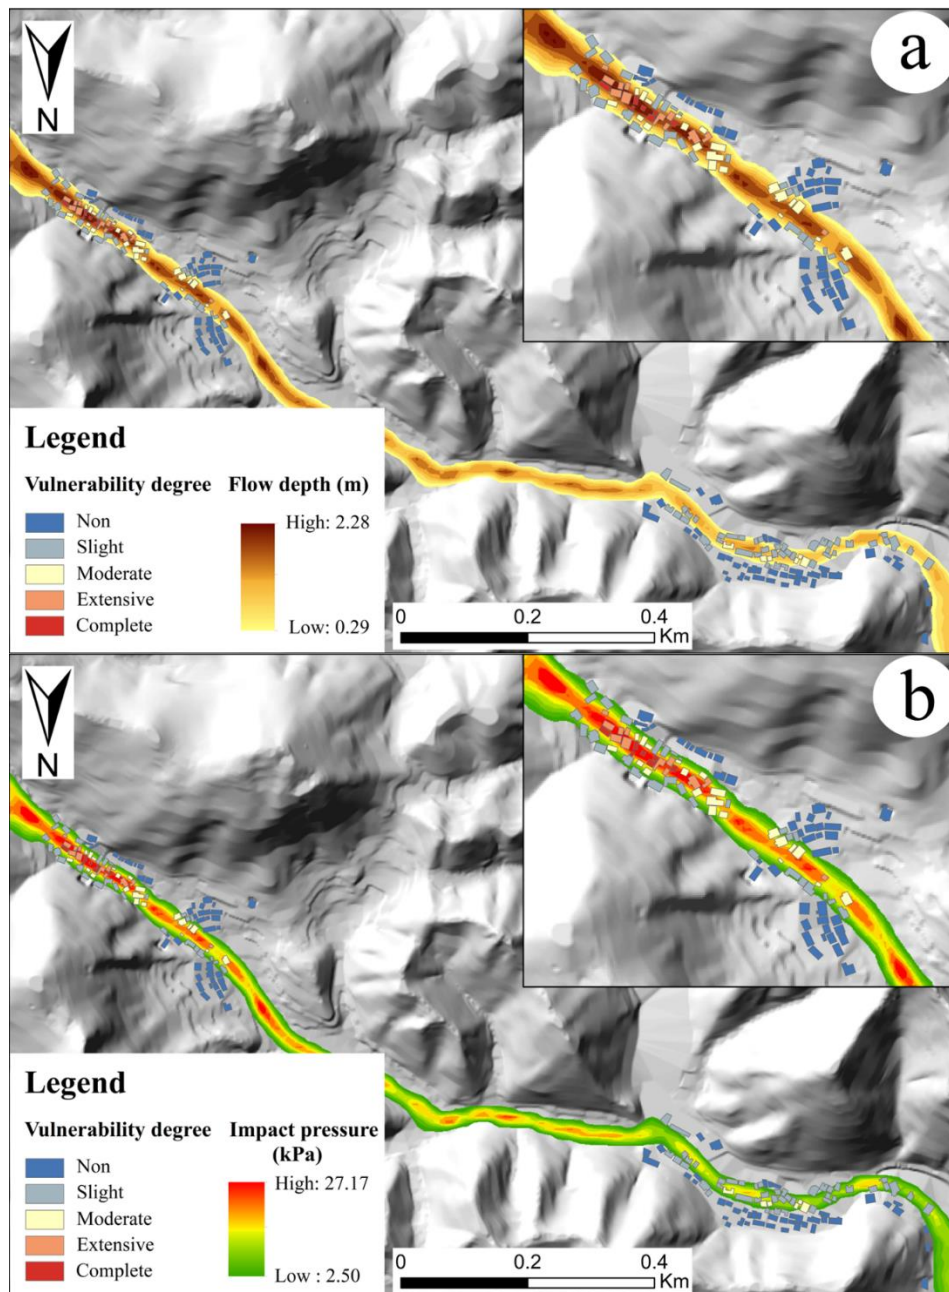 a
N
Legend
Vulnerability degree
Non
Slight
Moderate
Extensive
Complete
Flow depth (m)
High: 2.28
Low: 0.29
0 0.2 0.4
Km
b
N
Legend
Vulnerability degree
Non
Slight
Moderate
Extensive
Complete
Impact pressure
(kPa)
High: 27.17
Low : 2.50
0 0.2 0.4
Km